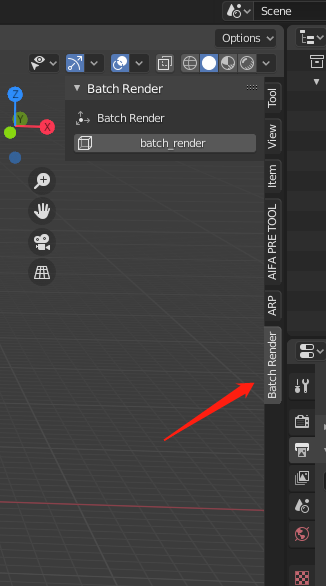 Scene
Options
Batch Render
Batch Render
batch_render
Z
Y
X
Tool
View
Item
AIFA PRE TOOL
ARP
Batch Render